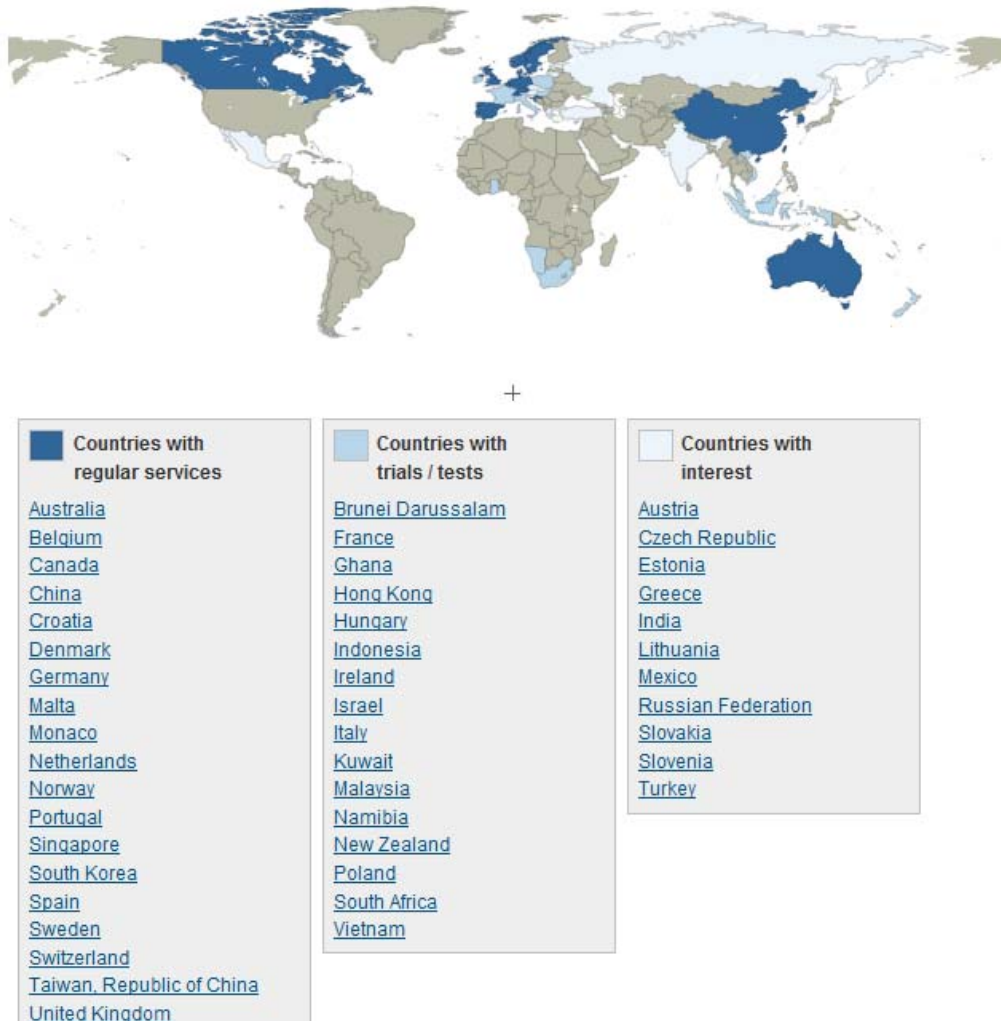 Countries with
regular services
Australia
Belgium
Canada
China
Croatia
Denmark
Germany
Malta
Monaco
Netherlands
Norway
Portugal
Singapore
South Korea
Spain
Sweden
Switzerland
Taiwan, Republic of China
United Kingdom
Countries with
trials / tests
Brunei Darussalam
France
Ghana
Hong Kong
Hungary
Indonesia
Ireland
Israel
Italy
Kuwait
Malaysia
Namibia
New Zealand
Poland
South Africa
Vietnam
Countries with
interest
Austria
Czech Republic
Estonia
Greece
India
Lithuania
Mexico
Russian Federation
Slovakia
Slovenia
Turkey